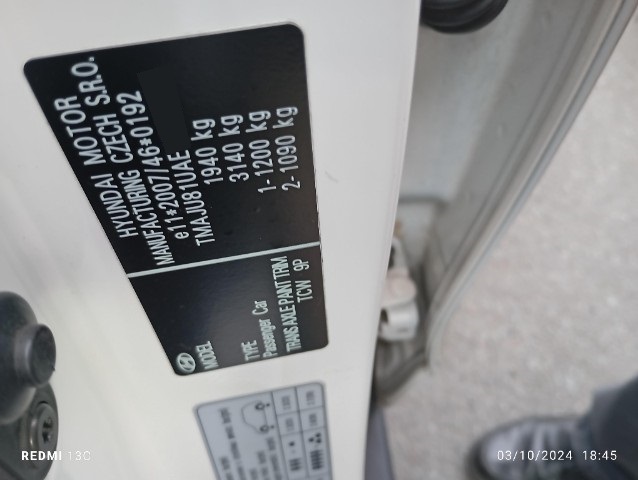 HYUNDAI MOTOR
MANUFACTURING CZECH S.R.O.
e11*2007/46*0192
TMAJU81UAE
1940 kg
3140 kg
1-1200 kg
2-1090 kg
MODEL
TYPE
Passenger Car
TRANS AXLE PAINT TRIM
TCW 9P
REDMI 13C
03/10/2024 18:45